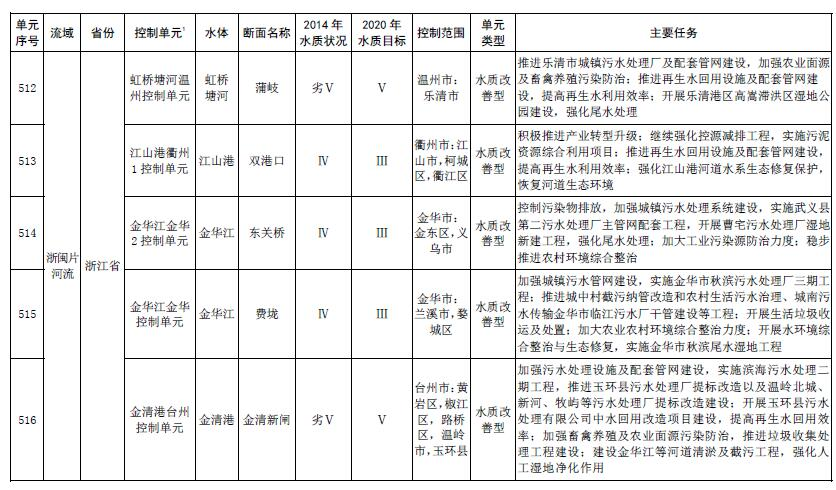 单元
序号
流域
省份
控制单元¹
水体
断面名称
2014年
水质状况
2020年
水质目标
控制范围
单元
类型
主要任务
浙闽片
河流
浙江省
512
虹桥塘河温
州控制单元
虹桥
塘河
蒲岐
劣Ⅴ
Ⅴ
温州市：
乐清市
水质改
善型
推进乐清市城镇污水处理厂及配套管网建设，加强农业面源
及畜禽养殖污染防治；推进再生水回用设施及配套管网建
设，提高再生水利用效率；开展乐清港区高嵩滞洪区湿地公
园建设，强化尾水处理
513
江山港衢州
1控制单元
江山港
双港口
Ⅳ
Ⅲ
衢州市：江
山市，柯城
区，衢江区
水质改
善型
积极推进产业转型升级；继续强化控源减排工程，实施污泥
资源综合利用项目；推进再生水回用设施及配套管网建设，
提高再生水利用效率；强化江山港河道水系生态修复保护，
恢复河道生态环境
514
金华江金华
2控制单元
金华江
东关桥
Ⅳ
Ⅲ
金华市：
金东区，义
乌市
水质改
善型
控制污染物排放，加强城镇污水处理系统建设，实施武义县
第二污水处理厂主管网配套工程，开展曹宅污水处理厂湿地
新建工程，强化尾水处理；加大工业污染源防治力度；稳步
推进农村环境综合整治
515
金华江金华
控制单元
金华江
费垅
Ⅳ
Ⅲ
金华市：
兰溪市，婺
城区
水质改
善型
加强城镇污水管网建设，实施金华市秋滨污水处理厂三期
工程；推进城中村截污纳管改造和农村生活污水治理、城南污
水传输金华市临江污水厂干管建设等工程；开展生活垃圾收
运及处置；加大农业农村环境综合整治力度；开展水环境综
合整治与生态修复，实施金华市秋滨尾水湿地工程
516
金清港台州
控制单元
金清港
金清新闸
劣Ⅴ
Ⅴ
台州市：黄
岩区，椒江
区，路桥
区，温岭
市，玉环县
水质改
善型
加强污水处理设施及配套管网建设，实施滨海污水处理二
期工程，推进玉环县污水处理厂提标改造以及温岭北城、
新河、牧屿等污水处理厂提标改造建设；开展玉环县污水
处理有限公司中水回用改造项目建设，提高再生水回用效
率；加强畜禽养殖及农业面源污染防治，推进垃圾收集处
理工程建设；建设金华江等河道清淤及截污工程，强化人
工湿地净化作用